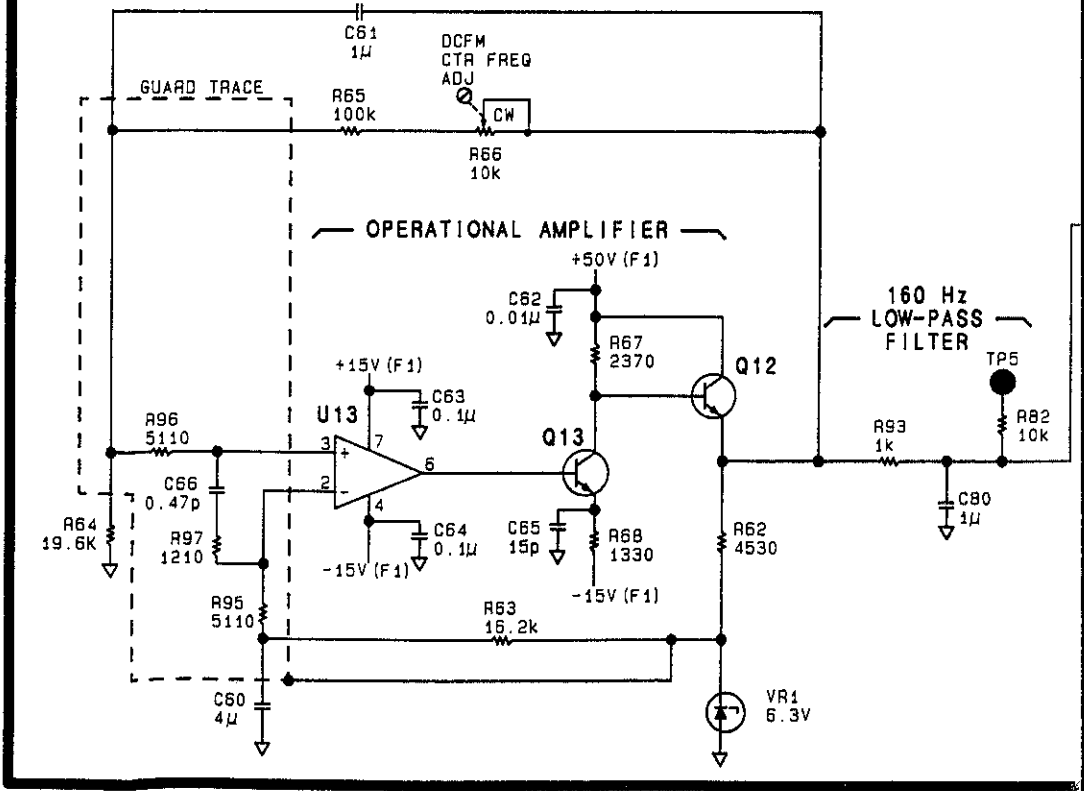 C61
1µ
DCFM
CTR FREQ
ADJ
GUARD TRACE
R65
100k
CW
R66
10k
OPERATIONAL AMPLIFIER
+50V(F1)
C62
0.01µ
R67
2370
Q12
160 Hz
LOW-PASS
FILTER
TP5
+15V(F1)
C63
0.1µ
U13
7
R96
5110
3
+
6
Q13
R93
1k
R82
10k
2
-
4
C66
0.47p
R64
19.6K
R97
1210
C64
0.1µ
-15V(F1)
C65
15p
R68
1330
-15V(F1)
R62
4530
C80
1µ
R95
5110
R63
16.2k
C60
4µ
VR1
6.3V